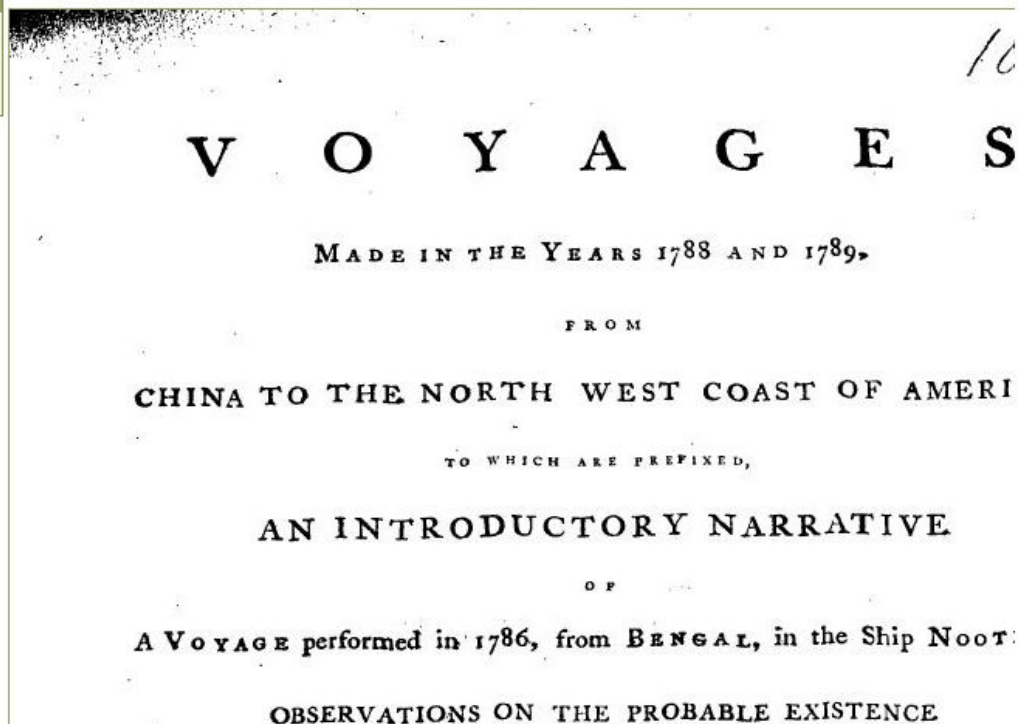 VOYAGES
MADE IN THE YEARS 1788 AND 1789,
FROM
CHINA TO THE NORTH WEST COAST OF AMERI
TO WHICH ARE PREFIXED,
AN INTRODUCTORY NARRATIVE
OF
A VOYAGE performed in 1786, from BENGAL, in the Ship NOOT
OBSERVATIONS ON THE PROBABLE EXISTENCE